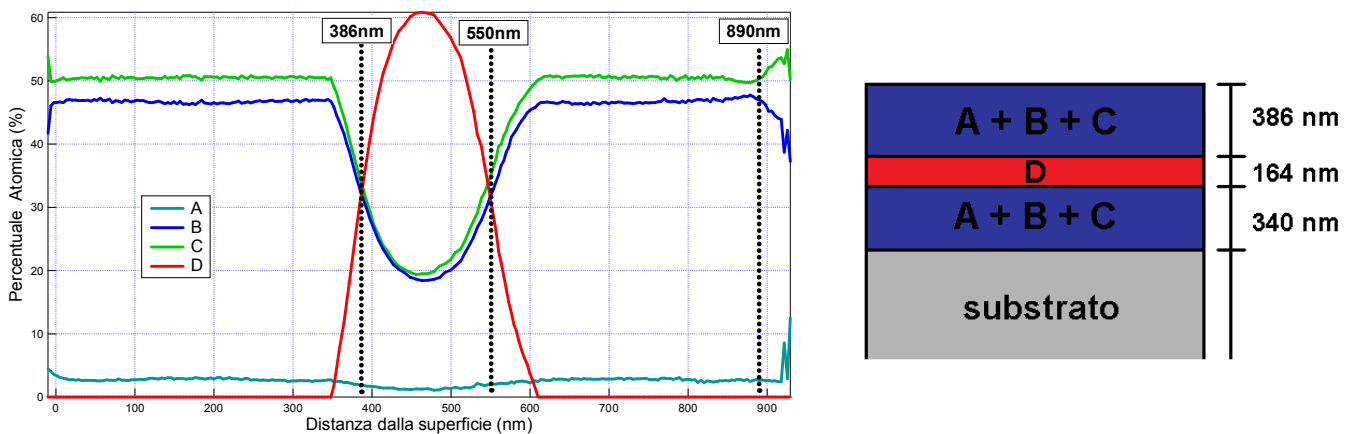 386nm
550nm
890nm
Percentuale Atomica (%)
60
50
40
30
20
10
0
A
B
C
D
0
100
200
300
400
500
600
700
800
900
Distanza dalla superficie (nm)
A + B + C
386 nm
D
164 nm
A + B + C
340 nm
substrato